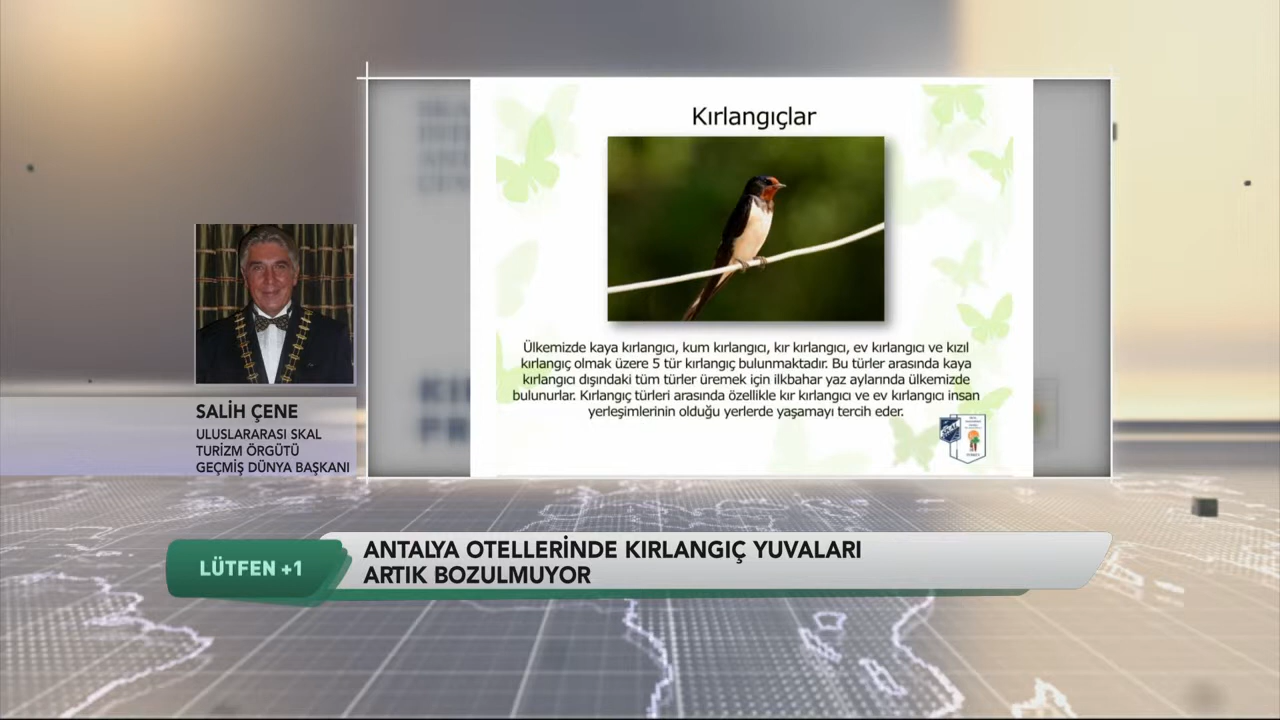 Kırlangıçlar
Ülkemizde kaya kırlangıcı, kum kırlangıcı, kır kırlangıcı, ev kırlangıcı ve kızıl
kırlangıç olmak üzere 5 tür kırlangıç bulunmaktadır. Bu türler arasında kaya
kırlangıcı dışındaki tüm türler üremek için ilkbahar yaz aylarında ülkemizde
bulunurlar. Kırlangıç türleri arasında özellikle kır kırlangıcı ve ev kırlangıcı insan
yerleşimlerinin olduğu yerlerde yaşamayı tercih eder.
SALİH ÇENE
ULUSLARARASI SKAL
TURİZM ÖRGÜTÜ
GEÇMİŞ DÜNYA BAŞKANI
LÜTFEN +1
ANTALYA OTELLERİNDE KIRLANGIÇ YUVALARI
ARTIK BOZULMUYOR